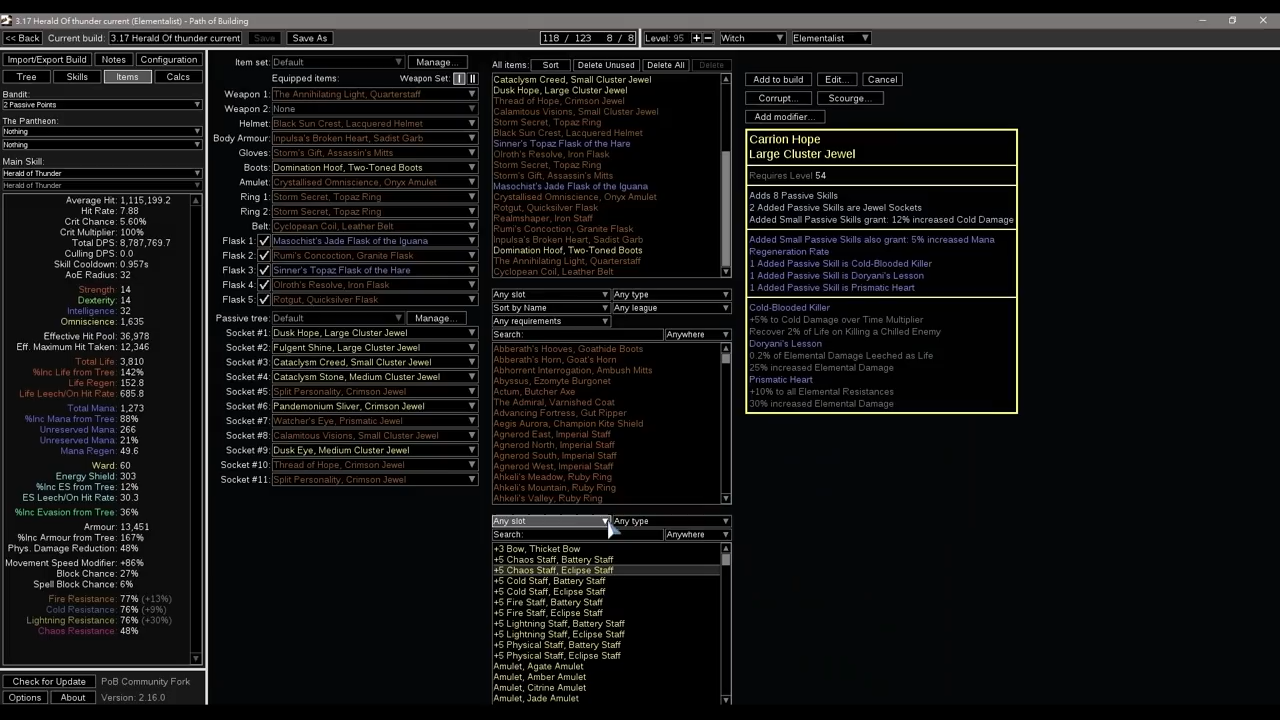 3.17 Herald Of thunder current (Elementalist) - Path of Building
<< Back
Current build: 3.17 Herald Of thunder current
Save
Save As
118 / 123 8 / 8
Level: 95 + −
Witch
Elementalist
Import/Export Build
Notes
Configuration
Tree
Skills
Items
Calcs
Bandit:
2 Passive Points
The Pantheon:
Nothing
Nothing
Main Skill:
Herald of Thunder
Herald of Thunder
Average Hit: 1,115,199.2
Hit Rate: 7.88
Crit Chance: 5.60%
Crit Multiplier: 100%
Total DPS: 8,787,769.7
Culling DPS: 0.0
Skill Cooldown: 0.957s
AoE Radius: 32
Strength: 14
Dexterity: 14
Intelligence: 32
Omniscience: 1,635
Effective Hit Pool: 36,978
Eff. Maximum Hit Taken: 12,346
Total Life: 3,810
%Inc Life from Tree: 142%
Life Regen: 152.8
Life Leech/On Hit Rate: 685.8
Total Mana: 1,273
%Inc Mana from Tree: 88%
Unreserved Mana: 266
Unreserved Mana: 21%
Mana Regen: 49.6
Ward: 60
Energy Shield: 303
%Inc ES from Tree: 12%
ES Leech/On Hit Rate: 30.3
%Inc Evasion from Tree: 36%
Armour: 13,451
%Inc Armour from Tree: 167%
Phys. Damage Reduction: 48%
Movement Speed Modifier: +86%
Block Chance: 27%
Spell Block Chance: 6%
Fire Resistance: 77% (+13%)
Cold Resistance: 76% (+9%)
Lightning Resistance: 76% (+30%)
Chaos Resistance: 48%
Check for Update
PoB Community Fork
Options
About
Version: 2.16.0
Item set: Default
Manage...
Equipped items:
Weapon Set: I II
Weapon 1: The Annihilating Light, Quarterstaff
Weapon 2: None
Helmet: Black Sun Crest, Lacquered Helmet
Body Armour: Inpulsa's Broken Heart, Sadist Garb
Gloves: Storm's Gift, Assassin's Mitts
Boots: Domination Hoof, Two-Toned Boots
Amulet: Crystallised Omniscience, Onyx Amulet
Ring 1: Storm Secret, Topaz Ring
Ring 2: Storm Secret, Topaz Ring
Belt: Cyclopean Coil, Leather Belt
Flask 1: Masochist's Jade Flask of the Iguana
Flask 2: Rumi's Concoction, Granite Flask
Flask 3: Sinner's Topaz Flask of the Hare
Flask 4: Olroth's Resolve, Iron Flask
Flask 5: Rotgut, Quicksilver Flask
Passive tree: Default
Manage...
Socket #1: Dusk Hope, Large Cluster Jewel
Socket #2: Fulgent Shine, Large Cluster Jewel
Socket #3: Cataclysm Creed, Small Cluster Jewel
Socket #4: Cataclysm Stone, Medium Cluster Jewel
Socket #5: Split Personality, Crimson Jewel
Socket #6: Pandemonium Sliver, Crimson Jewel
Socket #7: Watcher's Eye, Prismatic Jewel
Socket #8: Calamitous Visions, Small Cluster Jewel
Socket #9: Dusk Eye, Medium Cluster Jewel
Socket #10: Thread of Hope, Crimson Jewel
Socket #11: Split Personality, Crimson Jewel
All items:
Sort
Delete Unused
Delete All
Delete
Cataclysm Creed, Small Cluster Jewel
Dusk Hope, Large Cluster Jewel
Thread of Hope, Crimson Jewel
Calamitous Visions, Small Cluster Jewel
Storm Secret, Topaz Ring
Black Sun Crest, Lacquered Helmet
Sinner's Topaz Flask of the Hare
Olroth's Resolve, Iron Flask
Storm Secret, Topaz Ring
Storm's Gift, Assassin's Mitts
Masochist's Jade Flask of the Iguana
Crystallised Omniscience, Onyx Amulet
Rotgut, Quicksilver Flask
Realmshaper, Iron Staff
Rumi's Concoction, Granite Flask
Inpulsa's Broken Heart, Sadist Garb
Domination Hoof, Two-Toned Boots
The Annihilating Light, Quarterstaff
Cyclopean Coil, Leather Belt
Any slot
Any type
Sort by Name
Any league
Any requirements
Search:
Anywhere
Abberath's Hooves, Goathide Boots
Abberath's Horn, Goat's Horn
Abhorrent Interrogation, Ambush Mitts
Abyssus, Ezomyte Burgonet
Actum, Butcher Axe
The Admiral, Varnished Coat
Advancing Fortress, Gut Ripper
Aegis Aurora, Champion Kite Shield
Agnerod East, Imperial Staff
Agnerod North, Imperial Staff
Agnerod South, Imperial Staff
Agnerod West, Imperial Staff
Ahkeli's Meadow, Ruby Ring
Ahkeli's Mountain, Ruby Ring
Ahkeli's Valley, Ruby Ring
Any slot
Any type
Search:
Anywhere
+3 Bow, Thicket Bow
+5 Chaos Staff, Battery Staff
+5 Chaos Staff, Eclipse Staff
+5 Cold Staff, Battery Staff
+5 Cold Staff, Eclipse Staff
+5 Fire Staff, Battery Staff
+5 Fire Staff, Eclipse Staff
+5 Lightning Staff, Battery Staff
+5 Lightning Staff, Eclipse Staff
+5 Physical Staff, Battery Staff
+5 Physical Staff, Eclipse Staff
Amulet, Agate Amulet
Amulet, Amber Amulet
Amulet, Citrine Amulet
Amulet, Jade Amulet
Add to build
Edit...
Cancel
Corrupt...
Scourge...
Add modifier...
Carrion Hope
Large Cluster Jewel
Requires Level 54
Adds 8 Passive Skills
2 Added Passive Skills are Jewel Sockets
Added Small Passive Skills grant: 12% increased Cold Damage
Added Small Passive Skills also grant: 5% increased Mana
Regeneration Rate
1 Added Passive Skill is Cold-Blooded Killer
1 Added Passive Skill is Doryani's Lesson
1 Added Passive Skill is Prismatic Heart
Cold-Blooded Killer
+5% to Cold Damage over Time Multiplier
Recover 2% of Life on Killing a Chilled Enemy
Doryani's Lesson
0.2% of Elemental Damage Leeched as Life
25% increased Elemental Damage
Prismatic Heart
+10% to all Elemental Resistances
30% increased Elemental Damage